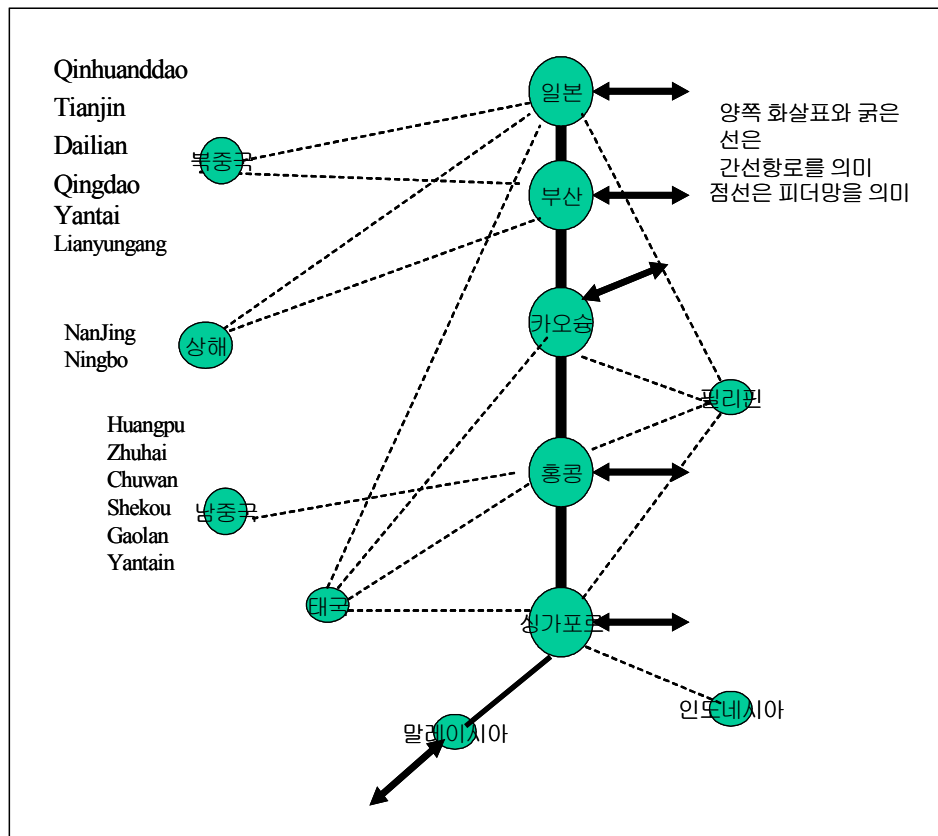 Qinhuanddao
Tianjin
Dailian
Qingdao
Yantai
Lianyungang
북중국
일본
양쪽 화살표와 굵은
선은
간선항로를 의미
점선은 피더망을 의미
부산
NanJing
Ningbo
상해
카오슝
필리핀
Huangpu
Zhuhai
Chuwan
Shekou
Gaolan
Yantain
남중국
홍콩
태국
싱가포르
말레이시아
인도네시아